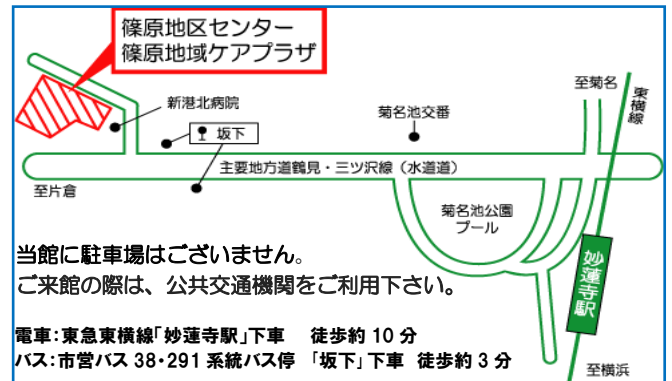 篠原地区センター
篠原地域ケアプラザ
新港北病院
坂下
菊名池交番
至菊名
東横線
主要地方道鶴見・三ツ沢線（水道道）
至片倉
菊名池公園
プール
妙蓮寺駅
当館に駐車場はございません。
ご来館の際は、公共交通機関をご利用下さい。
電車：東急東横線「妙蓮寺駅」下車　徒歩約 10 分
バス：市営バス 38・291 系統バス停 「坂下」下車 徒歩約 3 分
至横浜